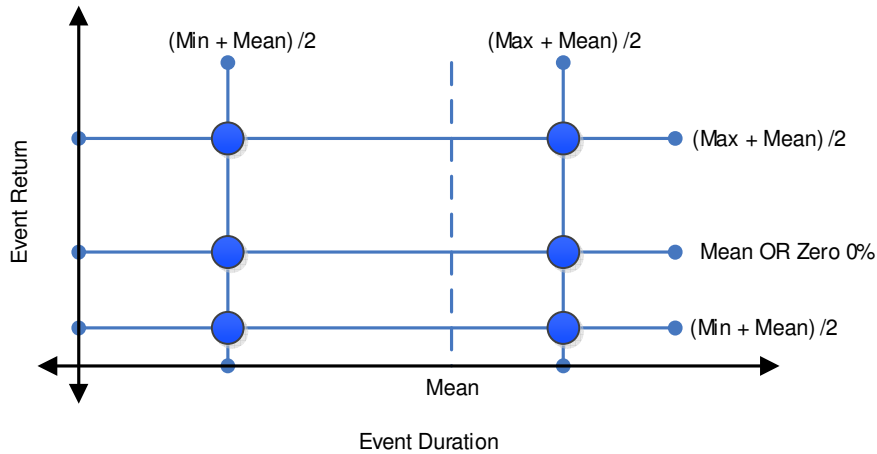 (Min + Mean) /2
(Max + Mean) /2
(Max + Mean) /2
Event Return
Mean OR Zero 0%
(Min + Mean) /2
Mean
Event Duration